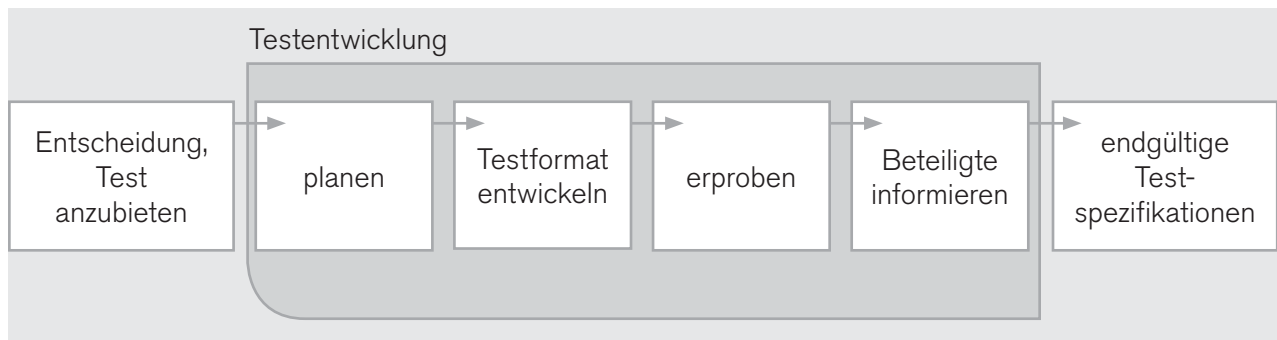 Testentwicklung
Entscheidung,
Test
anzubieten
planen
Testformat
entwickeln
erproben
Beteiligte
informieren
endgültige
Test-
spezifikationen